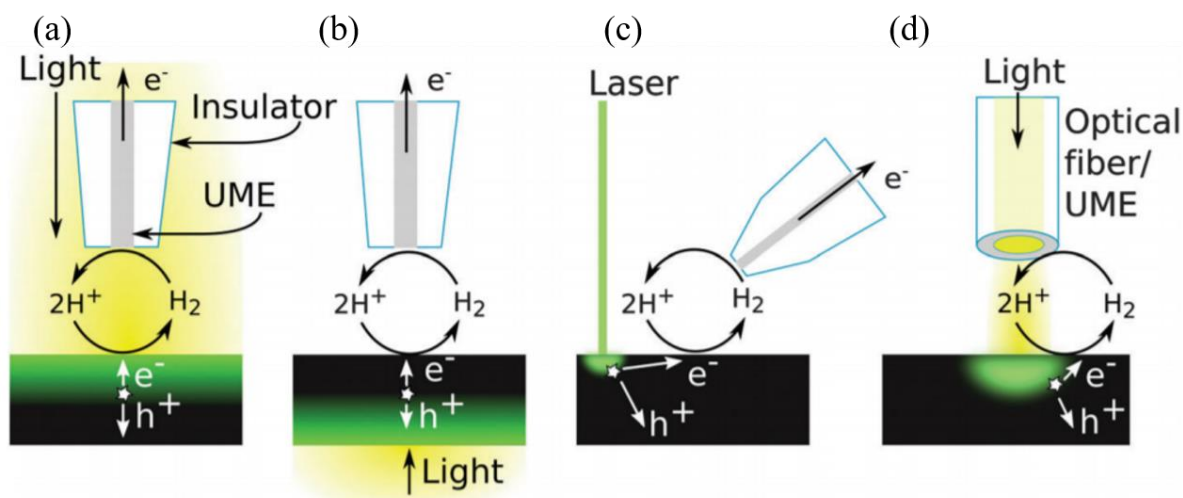 (a)
Light
e⁻
Insulator
UME
2H⁺
H₂
e⁻
h⁺
(b)
e⁻
2H⁺
H₂
e⁻
h⁺
Light
(c)
Laser
e⁻
2H⁺
H₂
e⁻
h⁺
(d)
Light
Optical
fiber/
UME
2H⁺
H₂
e⁻
h⁺